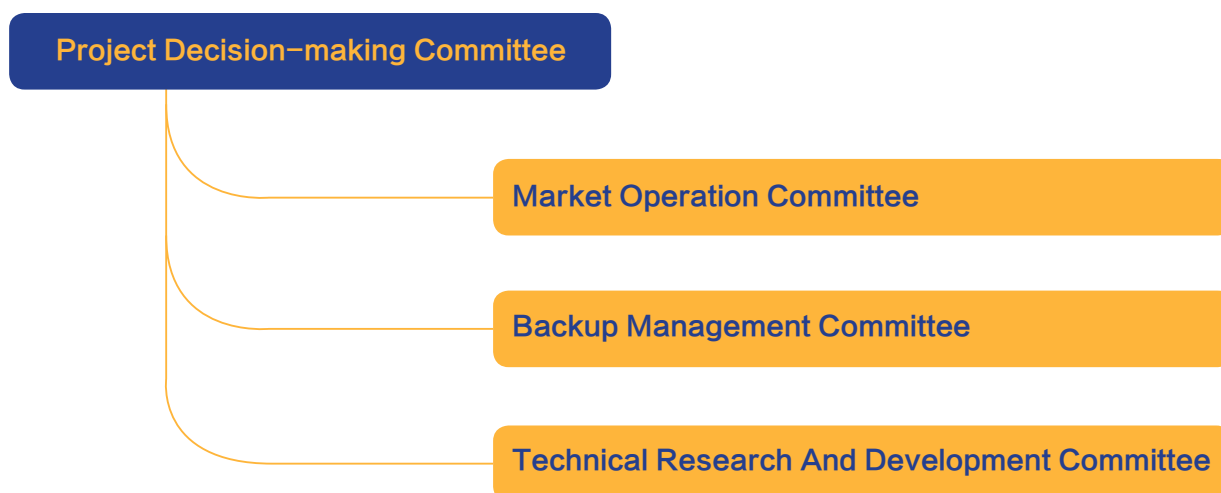 Project Decision-making Committee
Market Operation Committee
Backup Management Committee
Technical Research And Development Committee